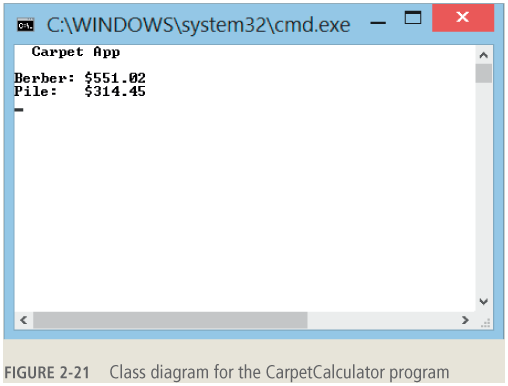 C:\WINDOWS\system32\cmd.exe
Carpet App
Berber: $551.02
Pile: $314.45
FIGURE 2-21 Class diagram for the CarpetCalculator program